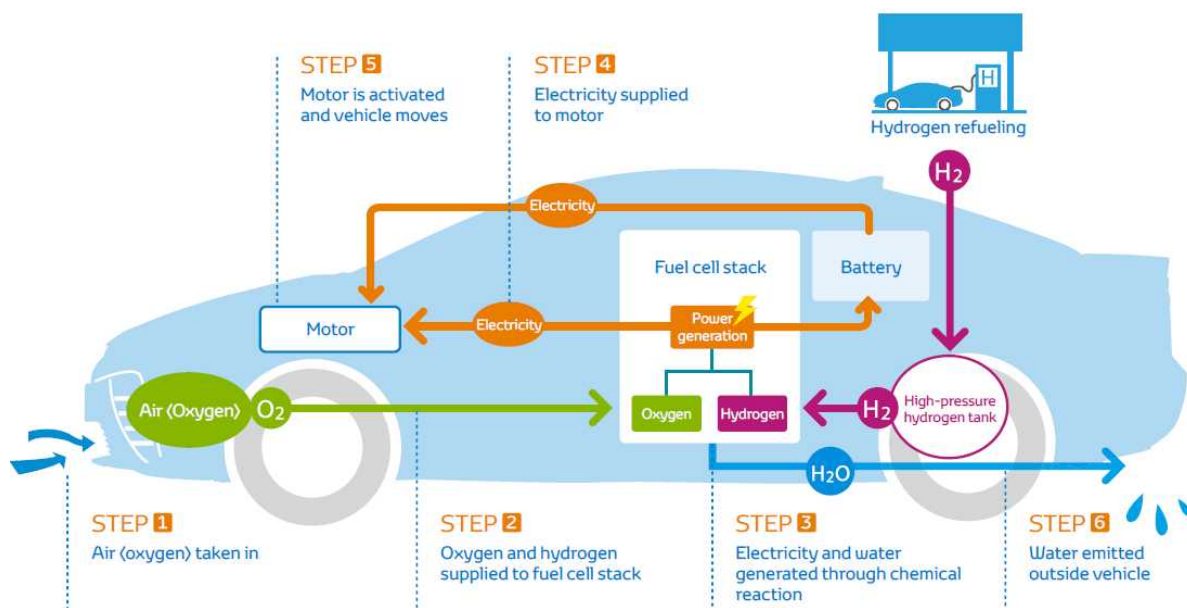 STEP 5
Motor is activated
and vehicle moves
STEP 4
Electricity supplied
to motor
H
Hydrogen refueling
H2
Electricity
Fuel cell stack
Battery
Motor
Electricity
Power
generation
Air (Oxygen)
O2
Oxygen
Hydrogen
H2
High-pressure
hydrogen tank
H2O
STEP 1
Air (oxygen) taken in
STEP 2
Oxygen and hydrogen
supplied to fuel cell stack
STEP 3
Electricity and water
generated through chemical
reaction
STEP 6
Water emitted
outside vehicle